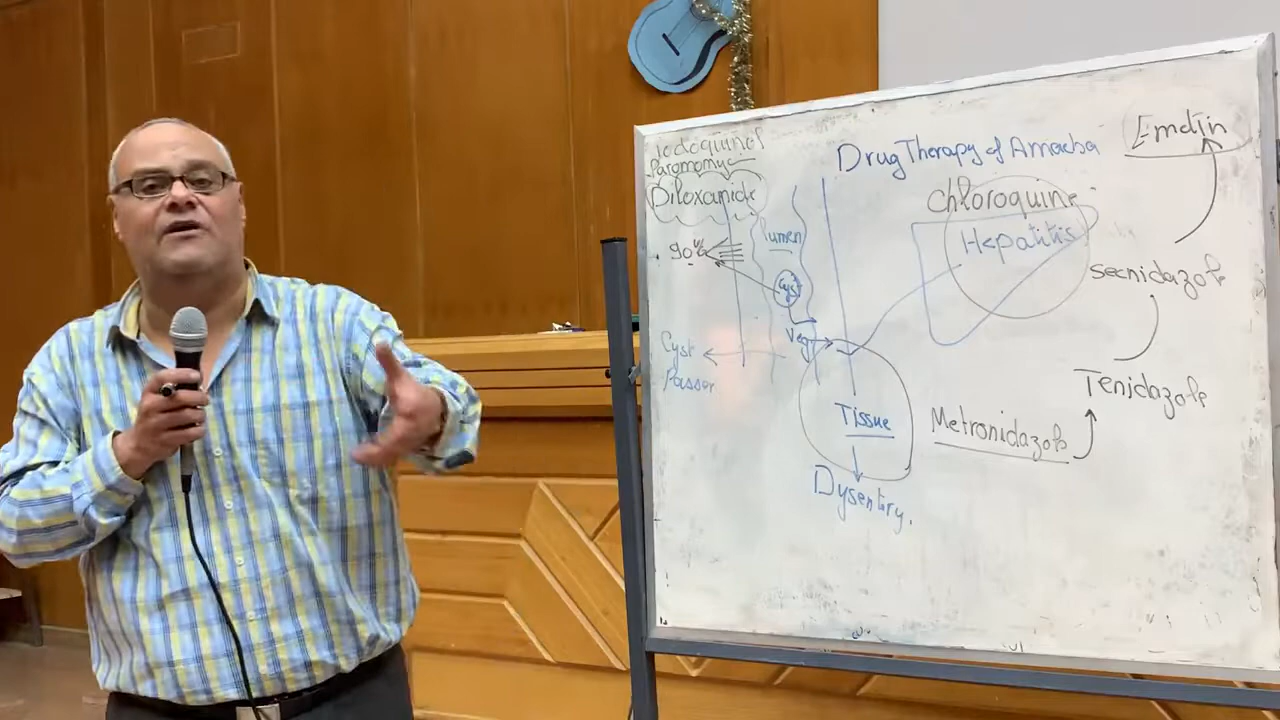 Iodoquinol
Paromomyc
Diloxanide
Drug Therapy of Amoeba
Emetin
chloroquine
Hepatitis
lumen
90%
Cyst
secnidazole
Veg
Cyst
Passer
Tenidazole
Tissue
Metronidazole
Dysentery.